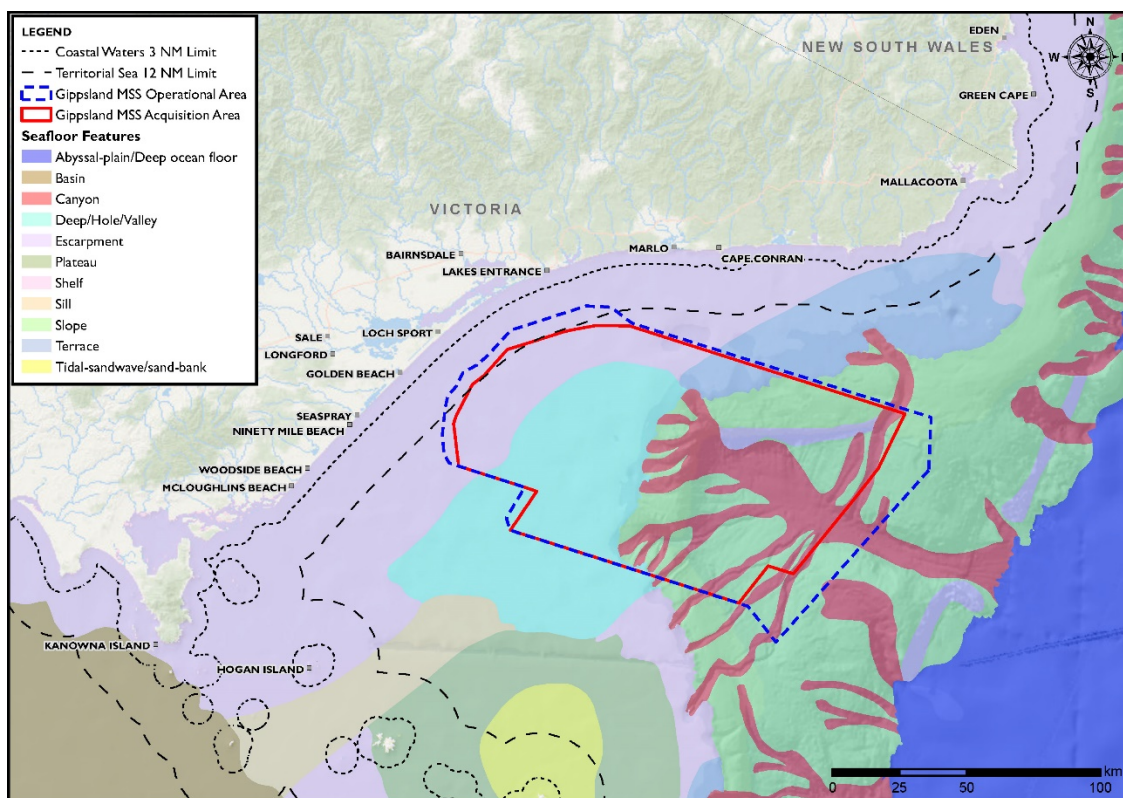 LEGEND
Coastal Waters 3 NM Limit
Territorial Sea 12 NM Limit
Gippsland MSS Operational Area
Gippsland MSS Acquisition Area
Seafloor Features
Abyssal-plain/Deep ocean floor
Basin
Canyon
Deep/Hole/Valley
Escarpment
Plateau
Shelf
Sill
Slope
Terrace
Tidal-sandwave/sand-bank
EDEN
NEW SOUTH WALES
N
W
E
S
GREEN CAPE
MALLACOOTA
VICTORIA
MARLO
CAPE CONRAN
BAIRNSDALE
LAKES ENTRANCE
LOCH SPORT
SALE
LONGFORD
GOLDEN BEACH
SEASPRAY
NINETY MILE BEACH
WOODSIDE BEACH
MCLOUGHLINS BEACH
KANOWNA ISLAND
HOGAN ISLAND
km
0 25 50 100